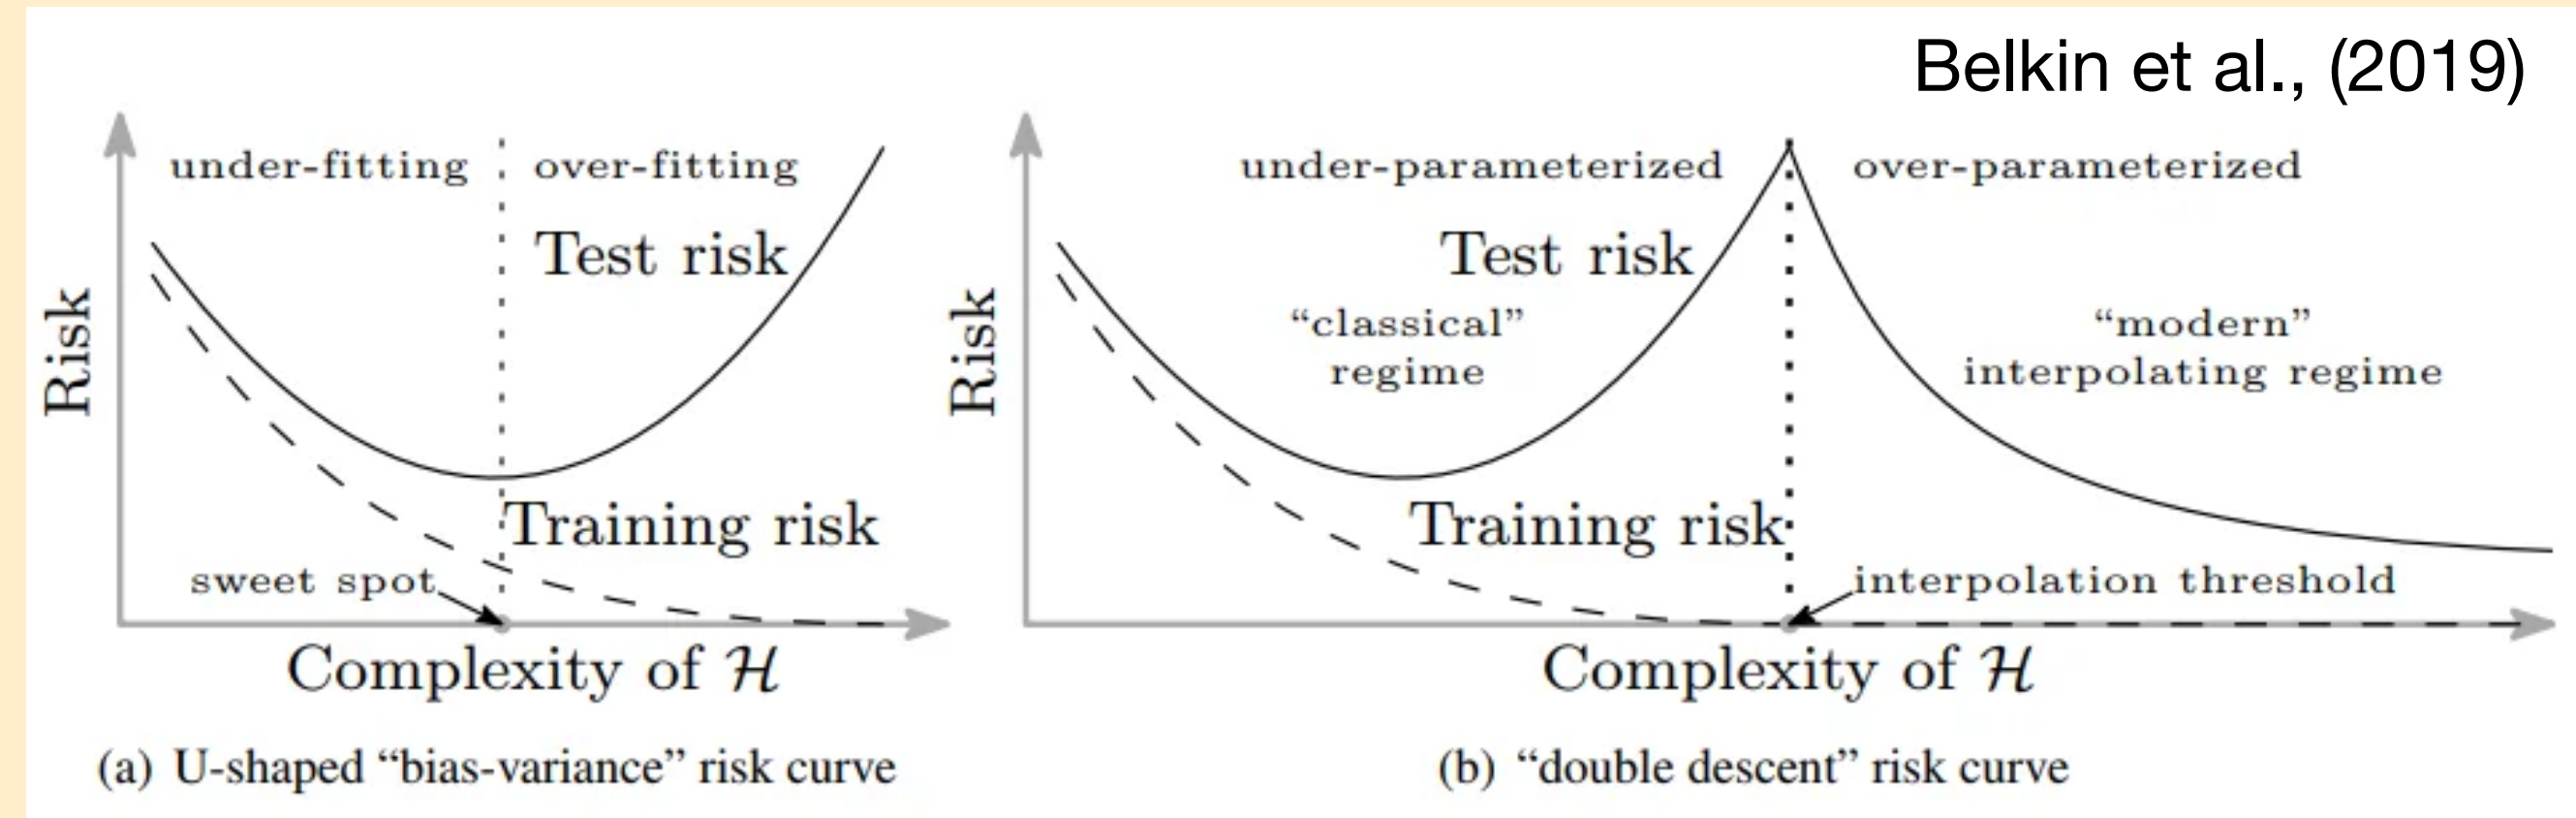 Belkin et al., (2019)
under-fitting
over-fitting
Test risk
Training risk
sweet spot
Risk
Complexity of ℋ
(a) U-shaped “bias-variance” risk curve
under-parameterized
over-parameterized
Test risk
“classical”
regime
“modern”
interpolating regime
Training risk
interpolation threshold
Risk
Complexity of ℋ
(b) “double descent” risk curve